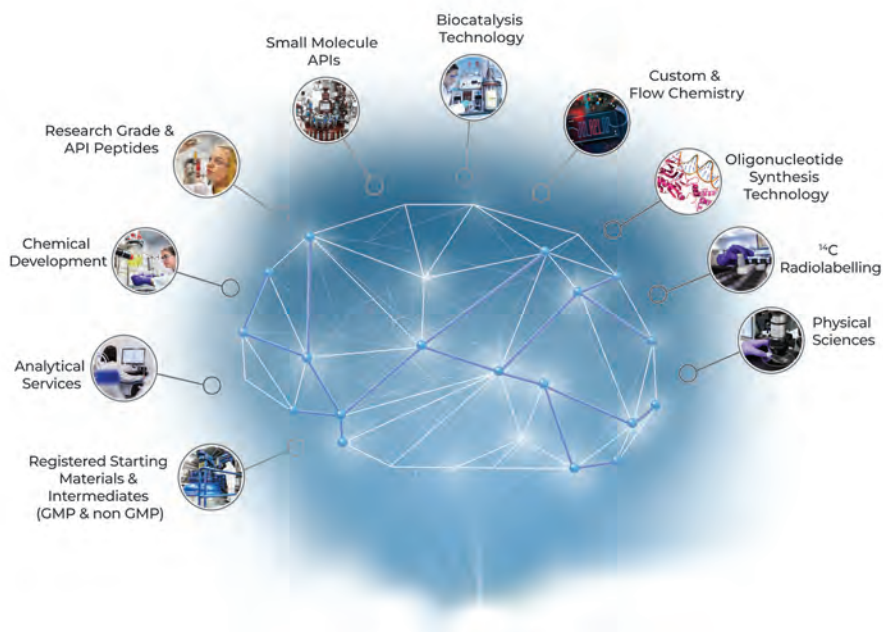 Biocatalysis
Technology
Small Molecule
APIs
Custom &
Flow Chemistry
Research Grade &
API Peptides
Oligonucleotide
Synthesis
Technology
Chemical
Development
¹⁴C
Radiolabelling
Physical
Sciences
Analytical
Services
Registered Starting
Materials &
Intermediates
(GMP & non GMP)